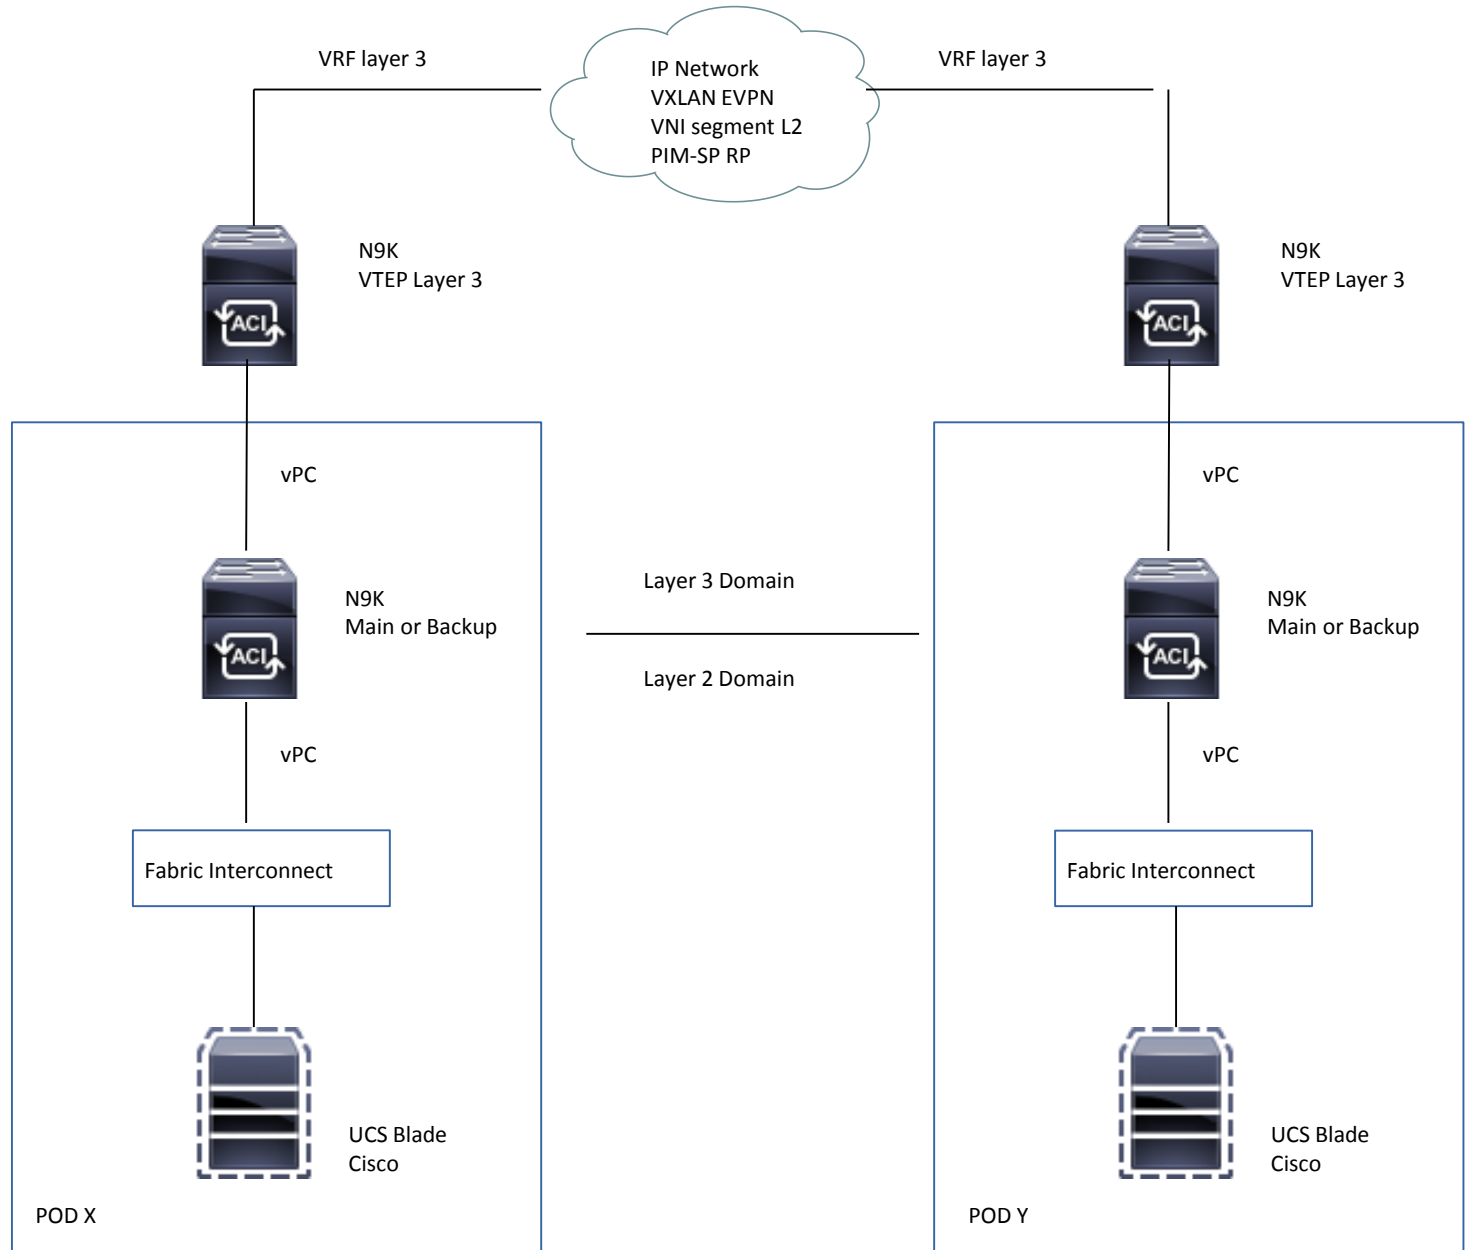 VRF layer 3
VRF layer 3
IP Network
VXLAN EVPN
VNI segment L2
PIM-SP RP
N9K
VTEP Layer 3
ACI
N9K
VTEP Layer 3
ACI
vPC
vPC
N9K
Main or Backup
ACI
Layer 3 Domain
Layer 2 Domain
N9K
Main or Backup
ACI
vPC
vPC
Fabric Interconnect
Fabric Interconnect
UCS Blade
Cisco
UCS Blade
Cisco
POD X
POD Y